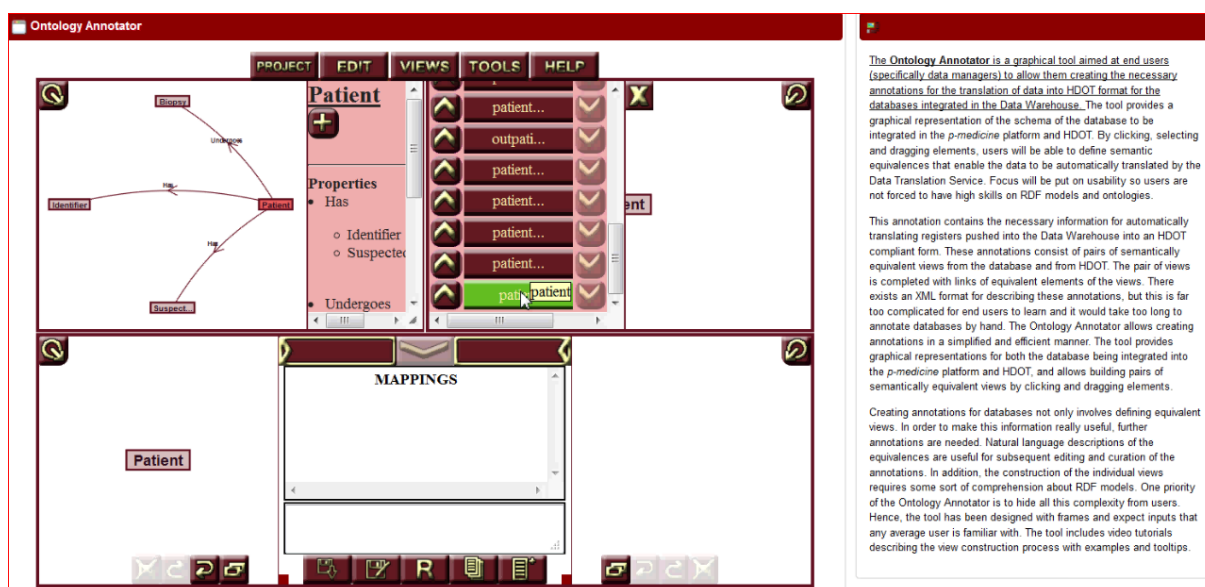 Ontology Annotator
PROJECT EDIT VIEWS TOOLS HELP
Biopsy
Undergoes
Has
Identifier
Patient
Has
Suspect...
Patient
Properties
• Has
Identifier
Suspected
• Undergoes
patient...
outpati...
patient...
patient...
patient...
patient...
patient
Patient
MAPPINGS
R
The Ontology Annotator is a graphical tool aimed at end users
(specifically data managers) to allow them creating the necessary
annotations for the translation of data into HDOT format for the
databases integrated in the Data Warehouse. The tool provides a
graphical representation of the schema of the database to be
integrated in the p-medicine platform and HDOT. By clicking, selecting
and dragging elements, users will be able to define semantic
equivalences that enable the data to be automatically translated by the
Data Translation Service. Focus will be put on usability so users are
not forced to have high skills on RDF models and ontologies.
This annotation contains the necessary information for automatically
translating registers pushed into the Data Warehouse into an HDOT
compliant form. These annotations consist of pairs of semantically
equivalent views from the database and from HDOT. The pair of views
is completed with links of equivalent elements of the views. There
exists an XML format for describing these annotations, but this is far
too complicated for end users to learn and it would take too long to
annotate databases by hand. The Ontology Annotator allows creating
annotations in a simplified and efficient manner. The tool provides
graphical representations for both the database being integrated into
the p-medicine platform and HDOT, and allows building pairs of
semantically equivalent views by clicking and dragging elements.
Creating annotations for databases not only involves defining equivalent
views. In order to make this information really useful, further
annotations are needed. Natural language descriptions of the
equivalences are useful for subsequent editing and curation of the
annotations. In addition, the construction of the individual views
requires some sort of comprehension about RDF models. One priority
of the Ontology Annotator is to hide all this complexity from users.
Hence, the tool has been designed with frames and expect inputs that
any average user is familiar with. The tool includes video tutorials
describing the view construction process with examples and tooltips.